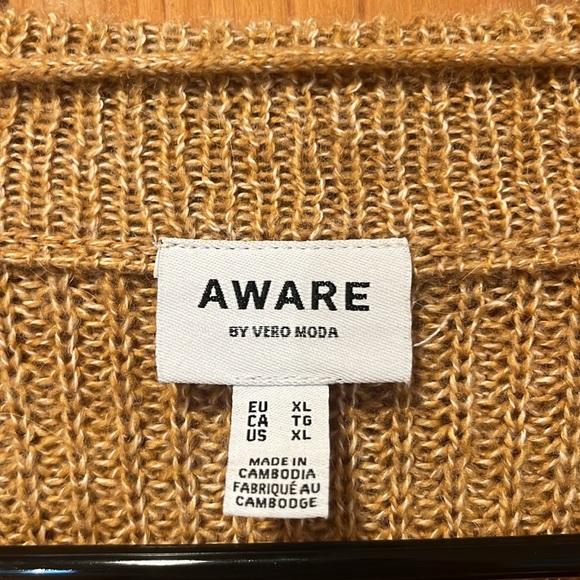 AWARE
BY VERO MODA
EU XL
CA TG
US XL
MADE IN
CAMBODIA
FABRIQUÉ AU
CAMBODGE